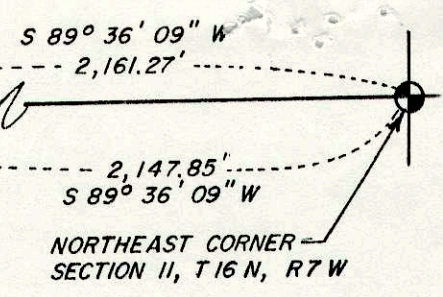 S 89° 36' 09" W
2,161.27'
2,147.85'
S 89° 36' 09" W
NORTHEAST CORNER
SECTION 11, T 16 N, R 7 W